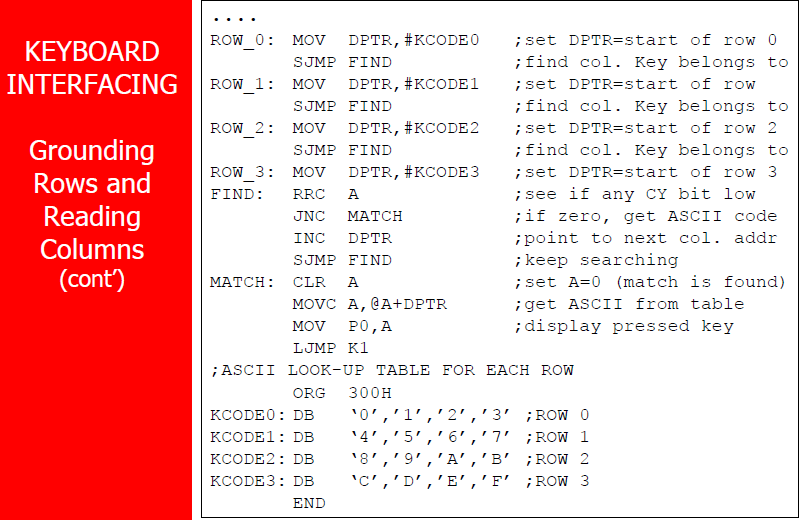 KEYBOARD
INTERFACING
Grounding
Rows and
Reading
Columns
(cont’)
....
ROW_0: MOV DPTR,#KCODE0 ;set DPTR=start of row 0
SJMP FIND ;find col. Key belongs to
ROW_1: MOV DPTR,#KCODE1 ;set DPTR=start of row
SJMP FIND ;find col. Key belongs to
ROW_2: MOV DPTR,#KCODE2 ;set DPTR=start of row 2
SJMP FIND ;find col. Key belongs to
ROW_3: MOV DPTR,#KCODE3 ;set DPTR=start of row 3
FIND: RRC A ;see if any CY bit low
JNC MATCH ;if zero, get ASCII code
INC DPTR ;point to next col. addr
SJMP FIND ;keep searching
MATCH: CLR A ;set A=0 (match is found)
MOVC A,@A+DPTR ;get ASCII from table
MOV P0,A ;display pressed key
LJMP K1
;ASCII LOOK-UP TABLE FOR EACH ROW
ORG 300H
KCODE0: DB ‘0’,’1’,’2’,’3’ ;ROW 0
KCODE1: DB ‘4’,’5’,’6’,’7’ ;ROW 1
KCODE2: DB ‘8’,’9’,’A’,’B’ ;ROW 2
KCODE3: DB ‘C’,’D’,’E’,’F’ ;ROW 3
END